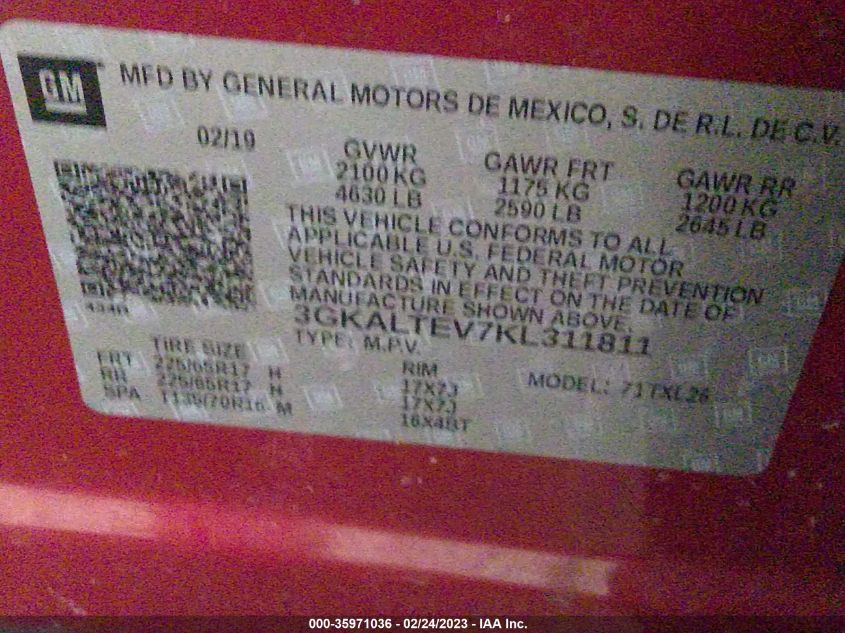 GM
MFD BY GENERAL MOTORS DE MEXICO, S. DE R.L. DE C.V.
02/19
GVWR
2100 KG
4630 LB
GAWR FRT
1175 KG
2590 LB
GAWR RR
1200 KG
2645 LB
THIS VEHICLE CONFORMS TO ALL
APPLICABLE U.S. FEDERAL MOTOR
VEHICLE SAFETY AND THEFT PREVENTION
STANDARDS IN EFFECT ON THE DATE OF
MANUFACTURE SHOWN ABOVE.
3GKALTEV7KL311811
TYPE: M.P.V.
MODEL: 71TXL26
TIRE SIZE
RIM
FRT 225/65R17 H 17X7J
RR 225/65R17 H 17X7J
SPA T135/70R16 M 16X4BT
000-35971036 - 02/24/2023 - IAA Inc.